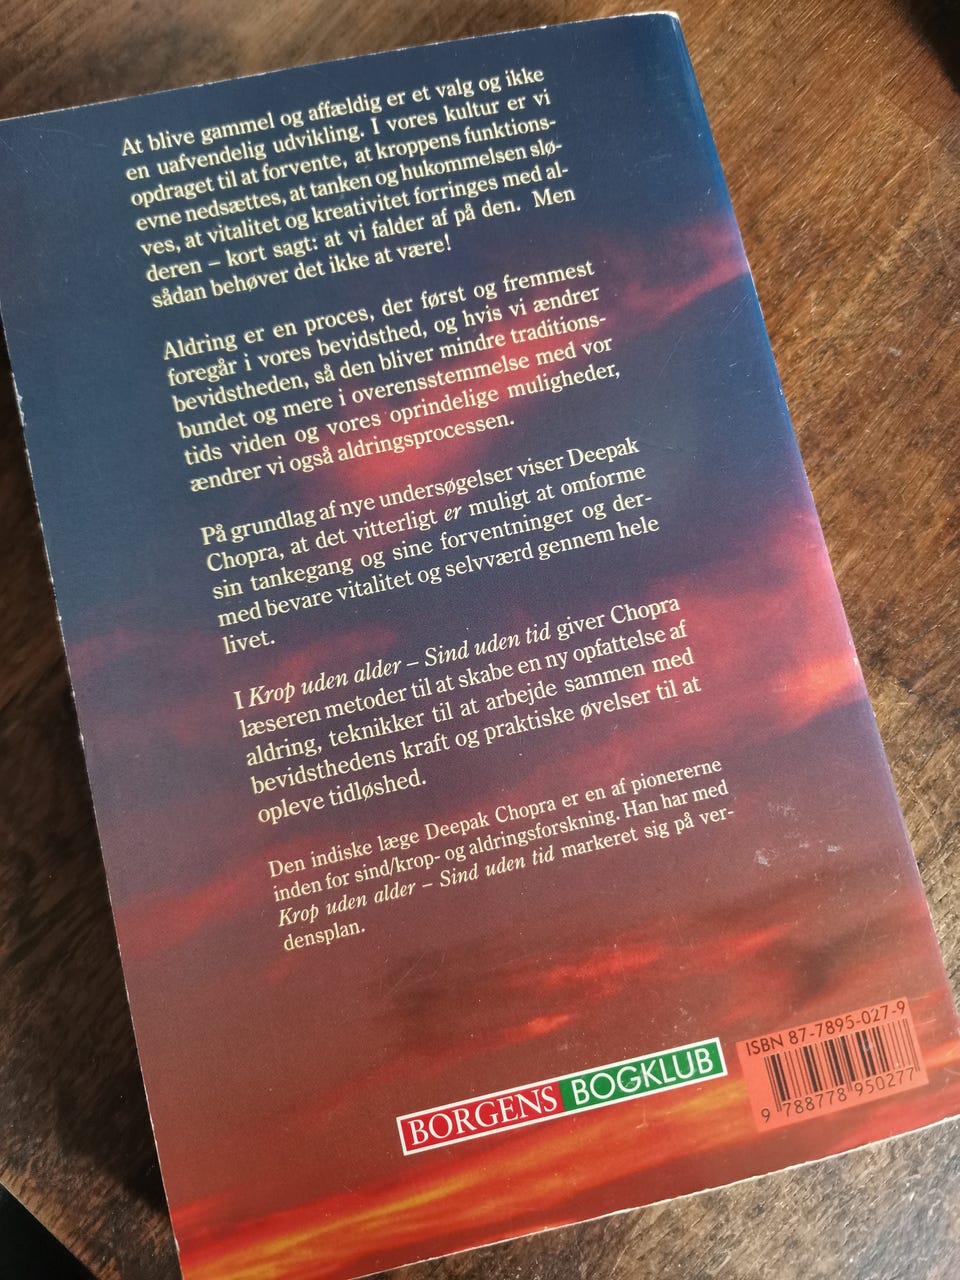 At blive gammel og affældig er et valg og ikke
en uafvendelig udvikling. I vores kultur er vi
opdraget til at forvente, at kroppens funktions-
evne nedsættes, at tanken og hukommelsen slø-
ves, at vitalitet og kreativitet forringes med al-
deren – kort sagt: at vi falder af på den. Men
sådan behøver det ikke at være!
Aldring er en proces, der først og fremmest
foregår i vores bevidsthed, og hvis vi ændrer
bevidstheden, så den bliver mindre traditions-
bundet og mere i overensstemmelse med vor
tids viden og vores oprindelige muligheder,
ændrer vi også aldringsprocessen.
På grundlag af nye undersøgelser viser Deepak
Chopra, at det vitterligt er muligt at omforme
sin tankegang og sine forventninger og der-
med bevare vitalitet og selvværd gennem hele
livet.
I Krop uden alder – Sind uden tid giver Chopra
læseren metoder til at skabe en ny opfattelse af
aldring, teknikker til at arbejde sammen med
bevidsthedens kraft og praktiske øvelser til at
opleve tidløshed.
Den indiske læge Deepak Chopra er en af pionererne
inden for sind/krop- og aldringsforskning. Han har med
Krop uden alder – Sind uden tid markeret sig på ver-
densplan.
BORGENS BOGKLUB
ISBN 87-7895-027-9
9 788778 950277